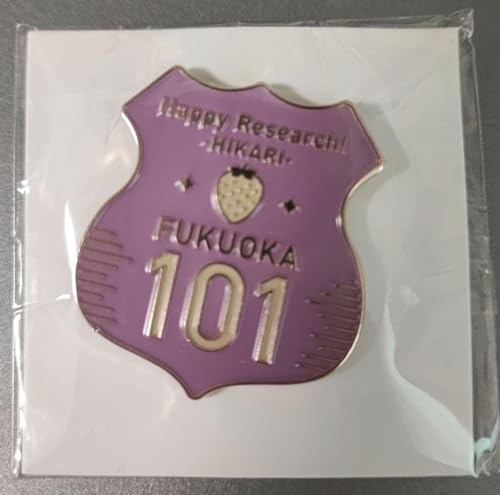 Happy Research!
-HIKARI-
FUKUOKA
101